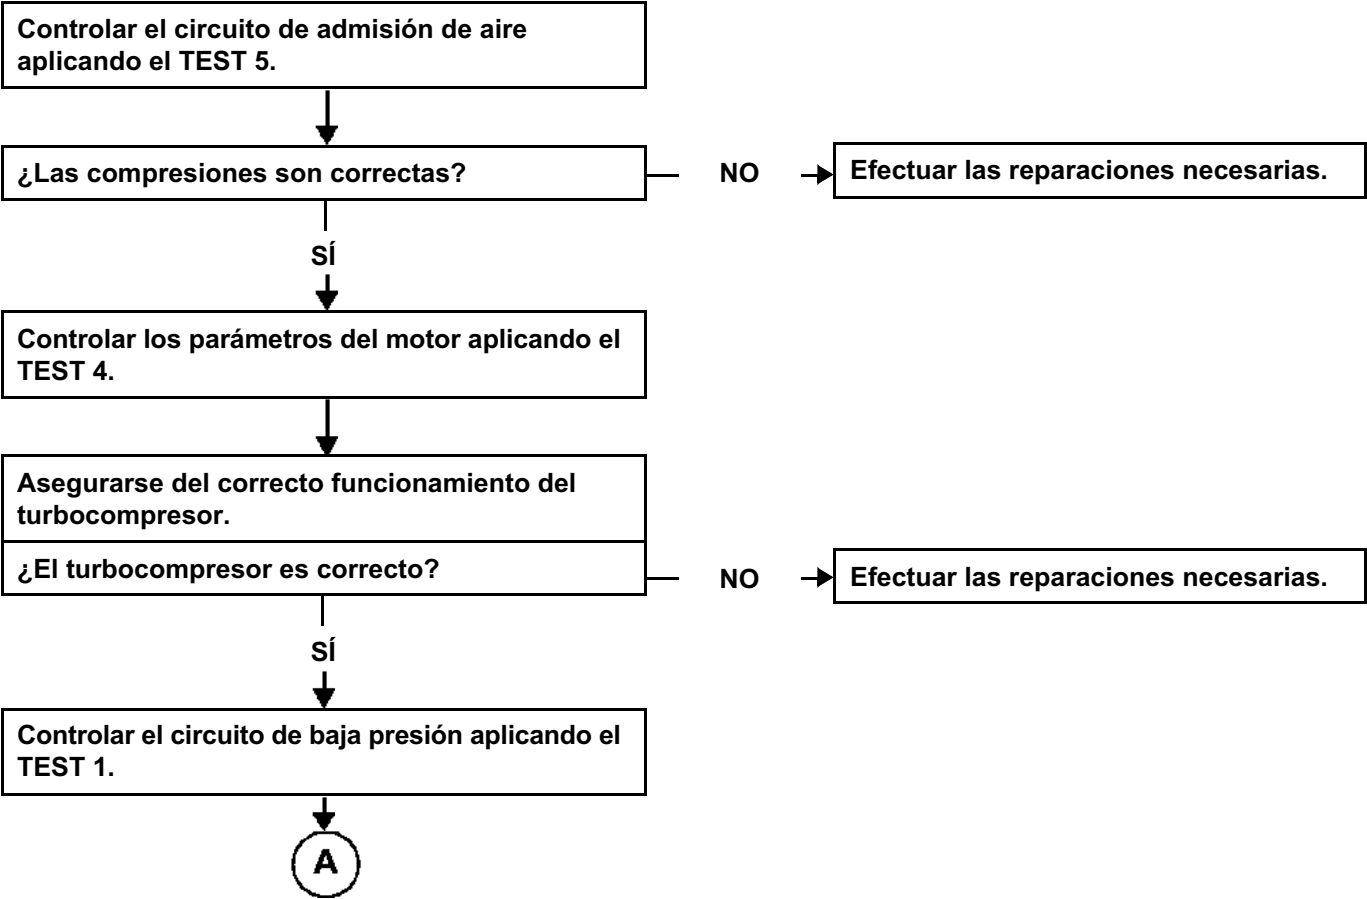 Controlar el circuito de admisión de aire
aplicando el TEST 5.
¿Las compresiones son correctas?
NO
Efectuar las reparaciones necesarias.
SÍ
Controlar los parámetros del motor aplicando el
TEST 4.
Asegurarse del correcto funcionamiento del
turbocompresor.
¿El turbocompresor es correcto?
NO
Efectuar las reparaciones necesarias.
SÍ
Controlar el circuito de baja presión aplicando el
TEST 1.
A